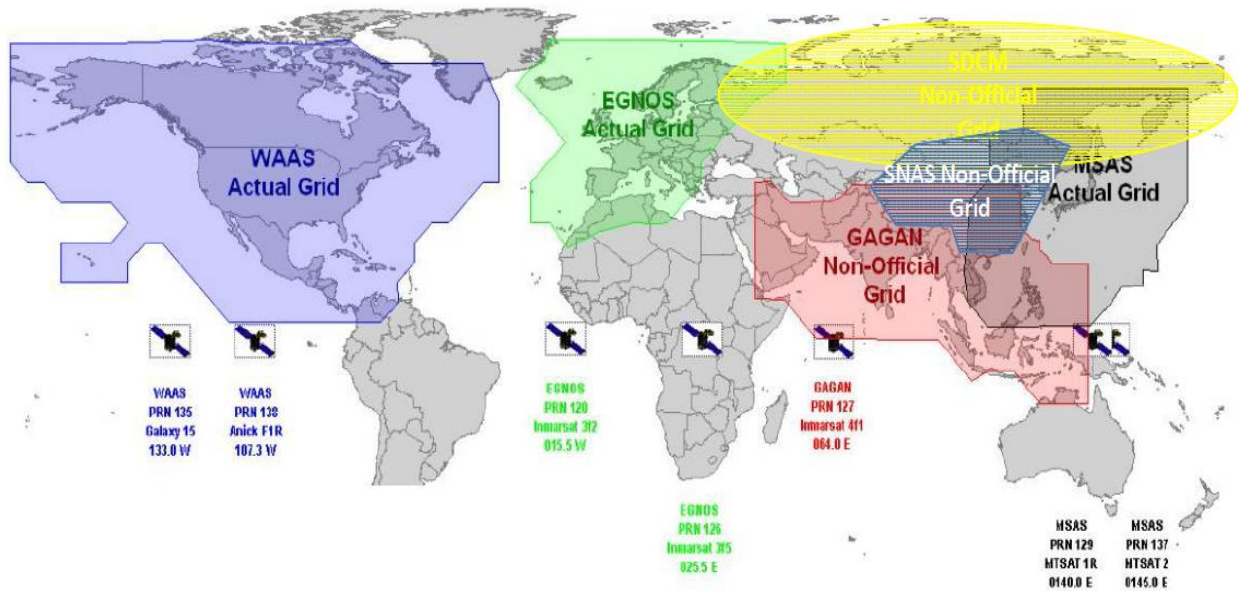 SDCM
Non-Official
Grid
EGNOS
Actual Grid
WAAS
Actual Grid
SNAS Non-Official
Grid
MSAS
Actual Grid
GAGAN
Non-Official
Grid
WAAS
PRN 135
Galaxy 15
133.0 W
WAAS
PRN 138
Anick F1R
107.3 W
EGNOS
PRN 120
Inmarsat 3f2
015.5 W
EGNOS
PRN 126
Inmarsat 3f5
025.5 E
GAGAN
PRN 127
Inmarsat 4f1
064.0 E
MSAS
PRN 129
MTSAT 1R
0140.0 E
MSAS
PRN 137
MTSAT 2
0145.0 E